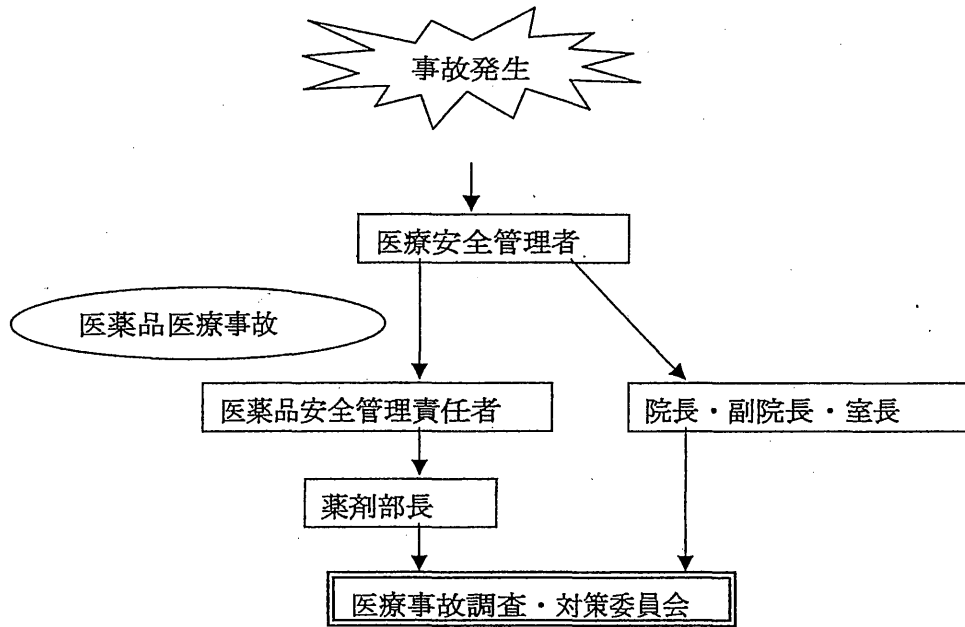 事故発生
医療安全管理者
医薬品医療事故
医薬品安全管理責任者
院長・副院長・室長
薬剤部長
医療事故調査・対策委員会